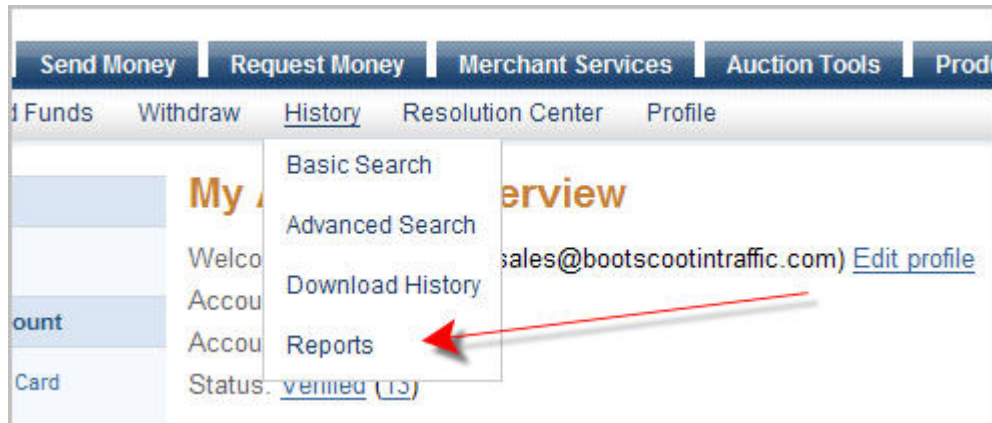 Send Money Request Money Merchant Services Auction Tools
Funds Withdraw History Resolution Center Profile
Basic Search
My erview
Advanced Search
Welco sales@bootscootintraffic.com) Edit profile
Download History
Accou
ount
Accou Reports
Card Status: Verified (13)